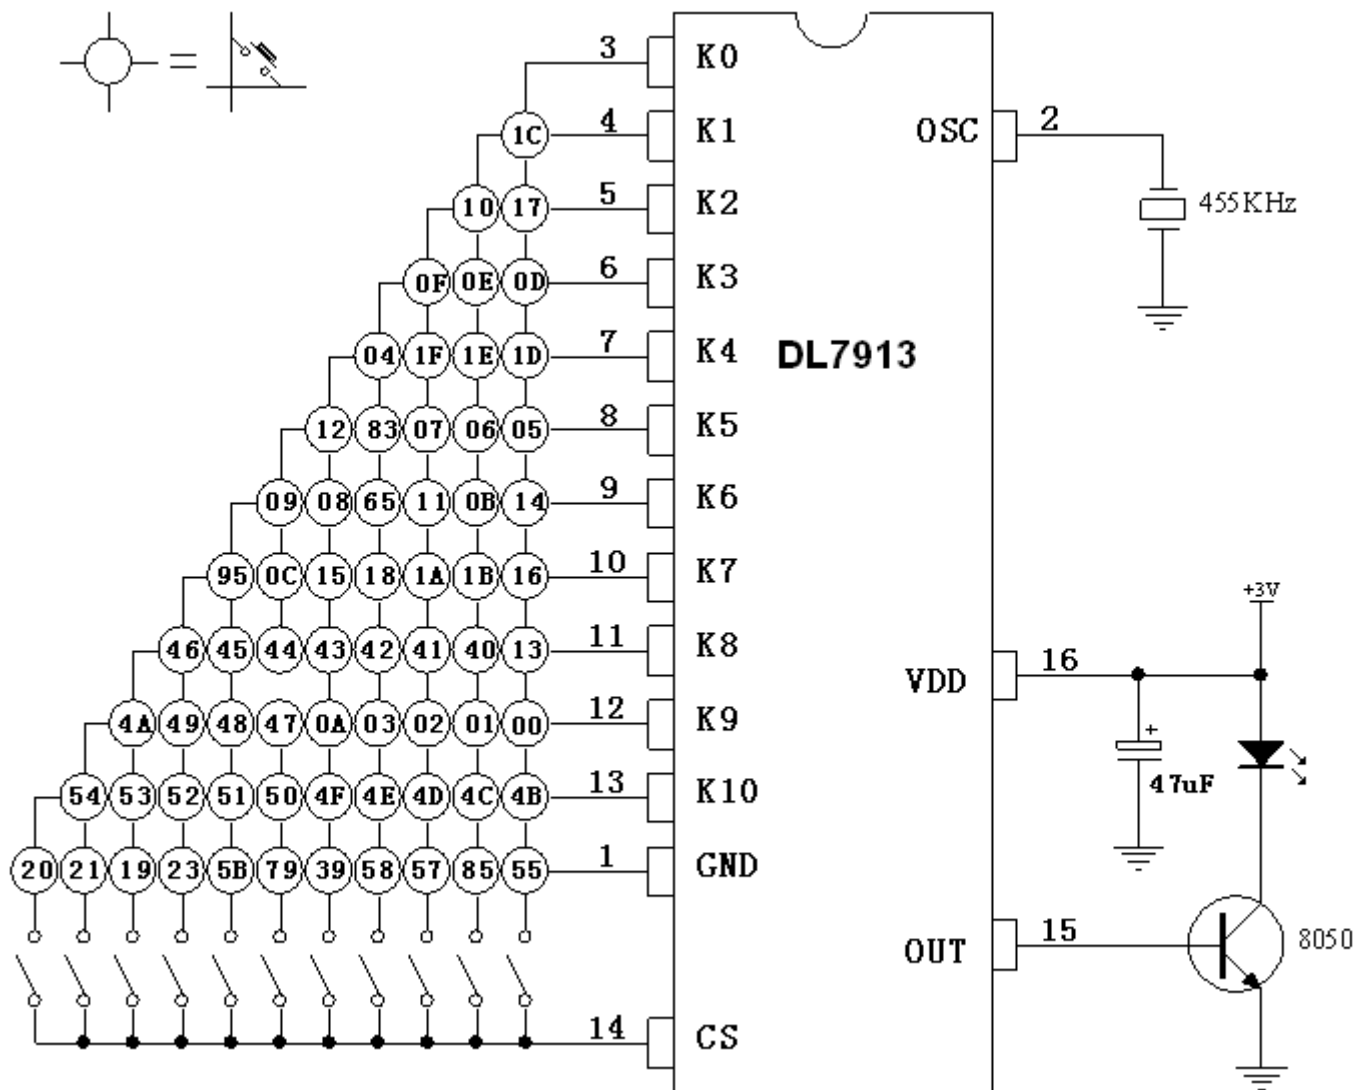 3 K0
1C 4 K1
OSC 2
10 17 5 K2
455KHz
0F 0E 0D 6 K3
04 1F 1E 1D 7 K4
DL7913
12 83 07 06 05 8 K5
09 08 65 11 0B 14 9 K6
95 0C 15 18 1A 1B 16 10 K7
+3V
46 45 44 43 42 41 40 13 11 K8
VDD 16
4A 49 48 47 0A 03 02 01 00 12 K9
+
47uF
54 53 52 51 50 4F 4E 4D 4C 4B 13 K10
20 21 19 23 5B 79 39 58 57 85 55 1 GND
OUT 15
8050
14 CS